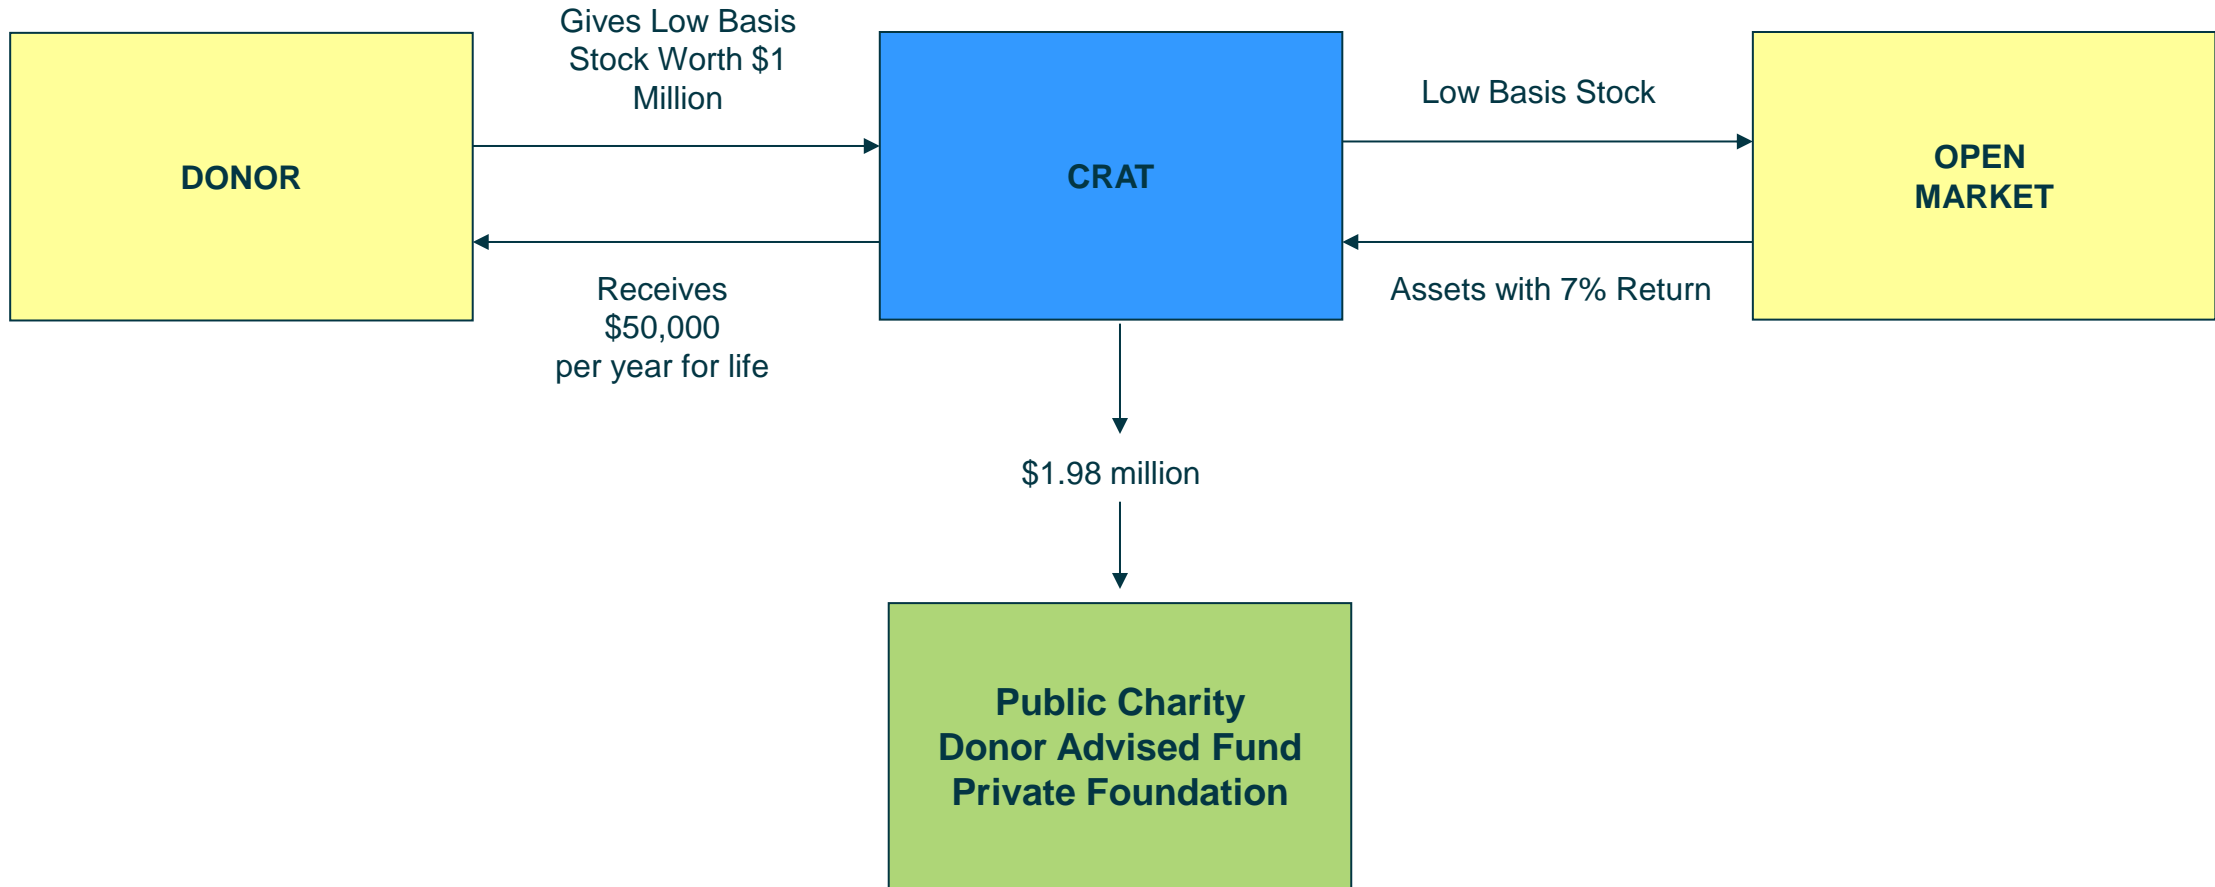 Gives Low Basis
Stock Worth $1
Million
DONOR
CRAT
Low Basis Stock
OPEN
MARKET
Receives
$50,000
per year for life
Assets with 7% Return
$1.98 million
Public Charity
Donor Advised Fund
Private Foundation